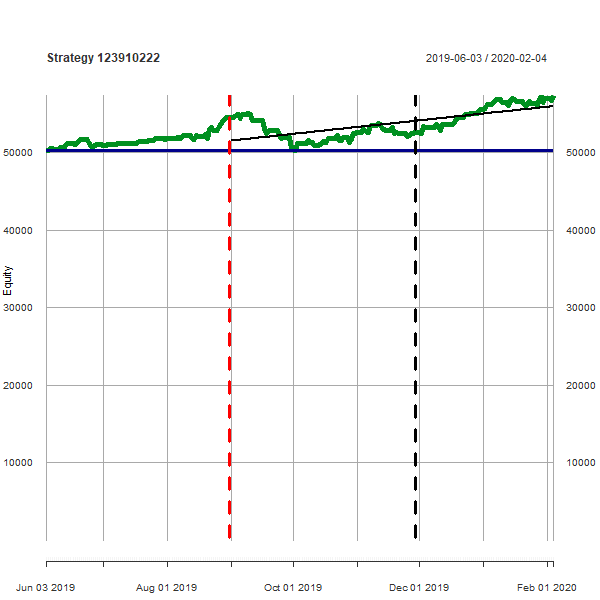 Strategy 123910222
2019-06-03 / 2020-02-04
50000
50000
40000
40000
Equity
30000
30000
20000
20000
10000
10000
Jun 03 2019
Aug 01 2019
Oct 01 2019
Dec 01 2019
Feb 01 2020